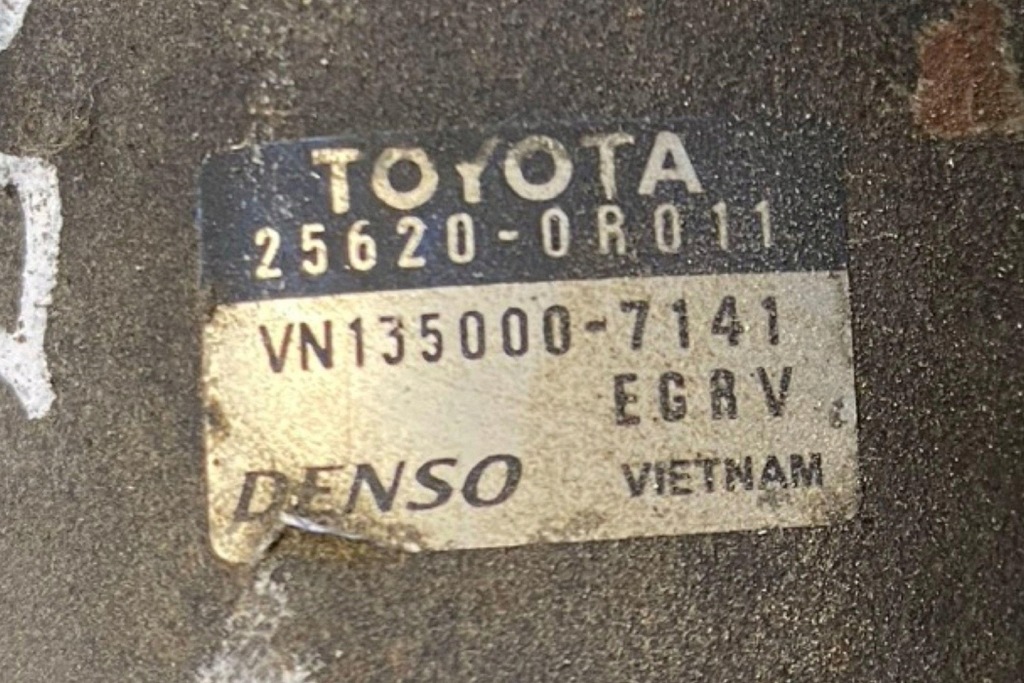 TOYOTA
25620-0R011
VN135000-7141
EGRV
DENSO VIETNAM